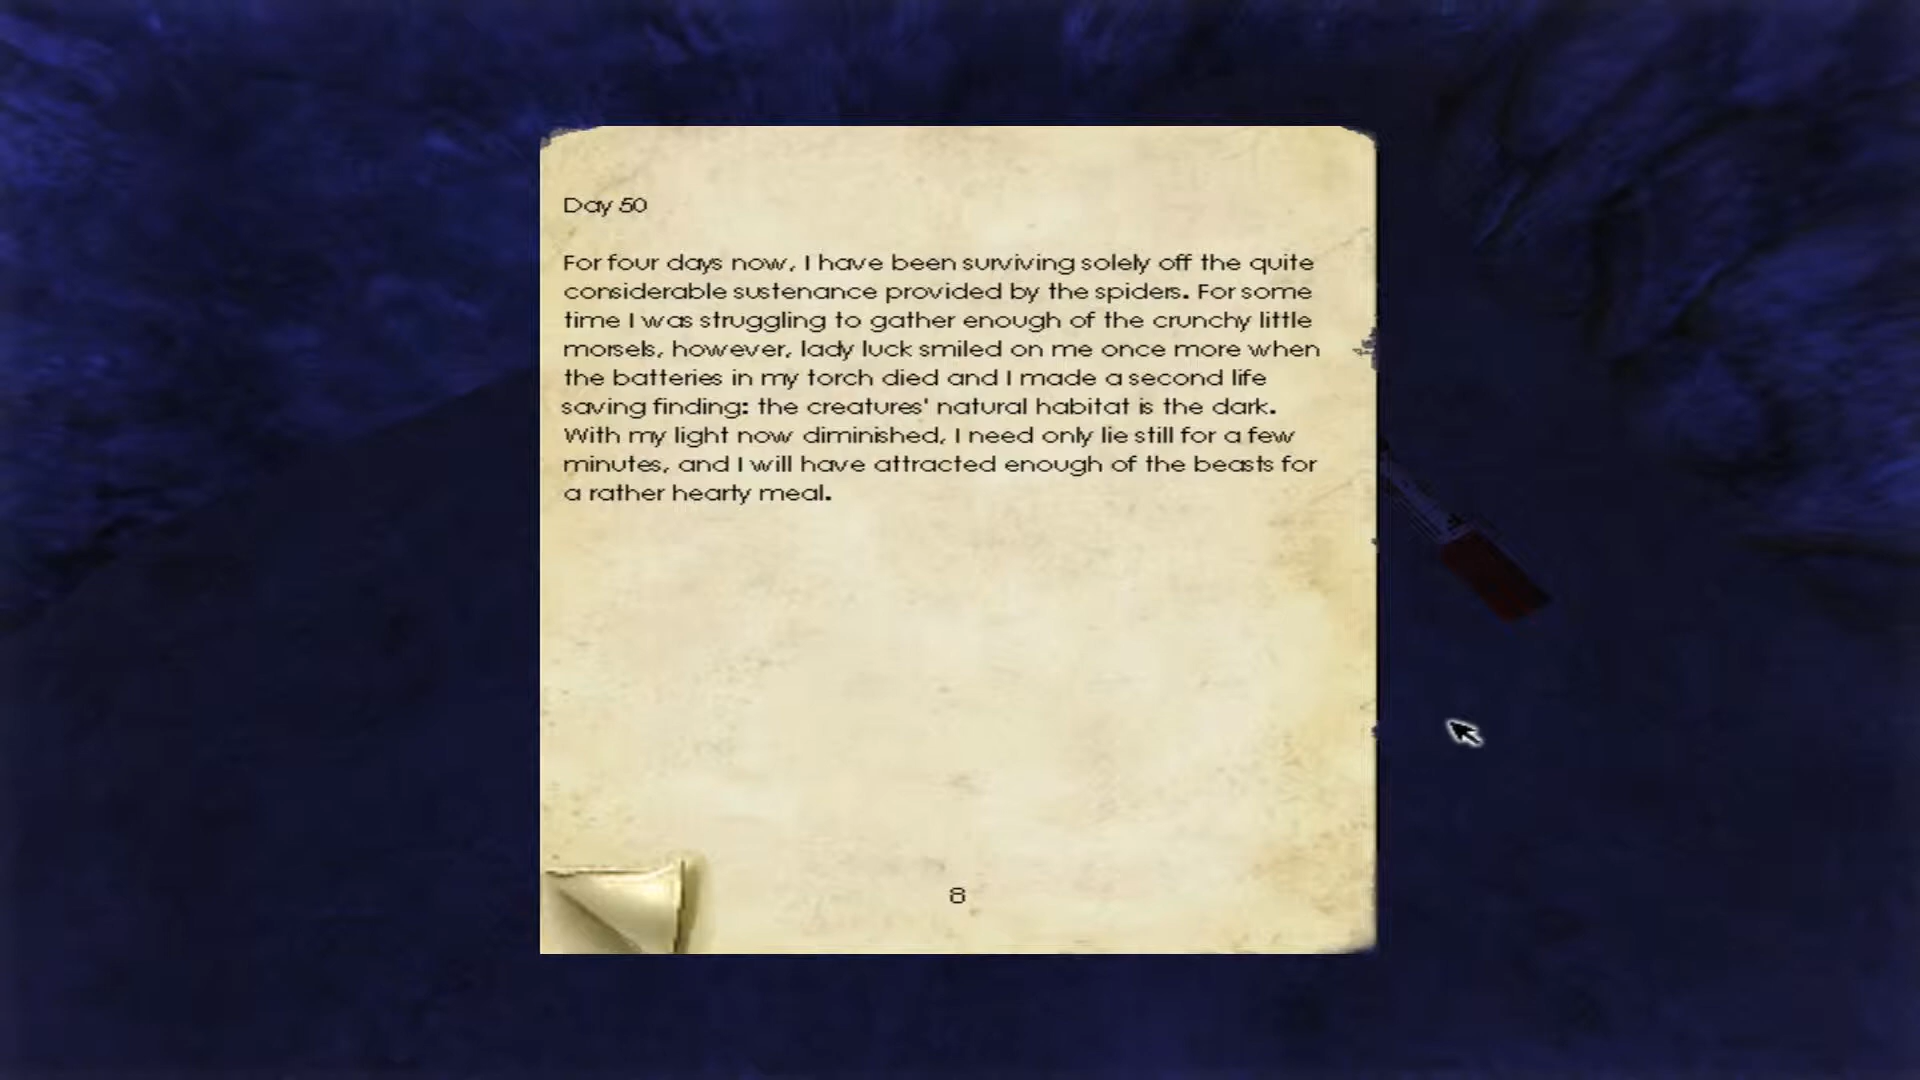 Day 50
For four days now, I have been surviving solely off the quite
considerable sustenance provided by the spiders. For some
time I was struggling to gather enough of the crunchy little
morsels, however, lady luck smiled on me once more when
the batteries in my torch died and I made a second life
saving finding: the creatures' natural habitat is the dark.
With my light now diminished, I need only lie still for a few
minutes, and I will have attracted enough of the beasts for
a rather hearty meal.
8